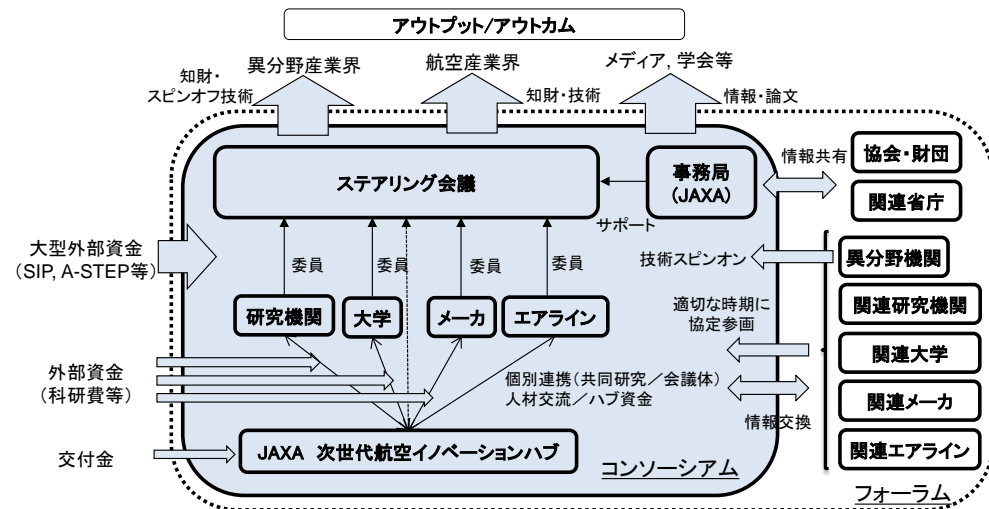 アウトプット/アウトカム
知財・
スピンオフ技術
異分野産業界
航空産業界
知財・技術
メディア, 学会等
情報・論文
ステアリング会議
事務局
(JAXA)
サポート
情報共有
協会・財団
関連省庁
大型外部資金
(SIP, A-STEP等)
委員
委員
委員
委員
技術スピンオン
異分野機関
研究機関
大学
メーカ
エアライン
適切な時期に
協定参画
関連研究機関
関連大学
外部資金
(科研費等)
個別連携(共同研究／会議体)
人材交流／ハブ資金
情報交換
関連メーカ
関連エアライン
交付金
JAXA 次世代航空イノベーションハブ
コンソーシアム
フォーラム